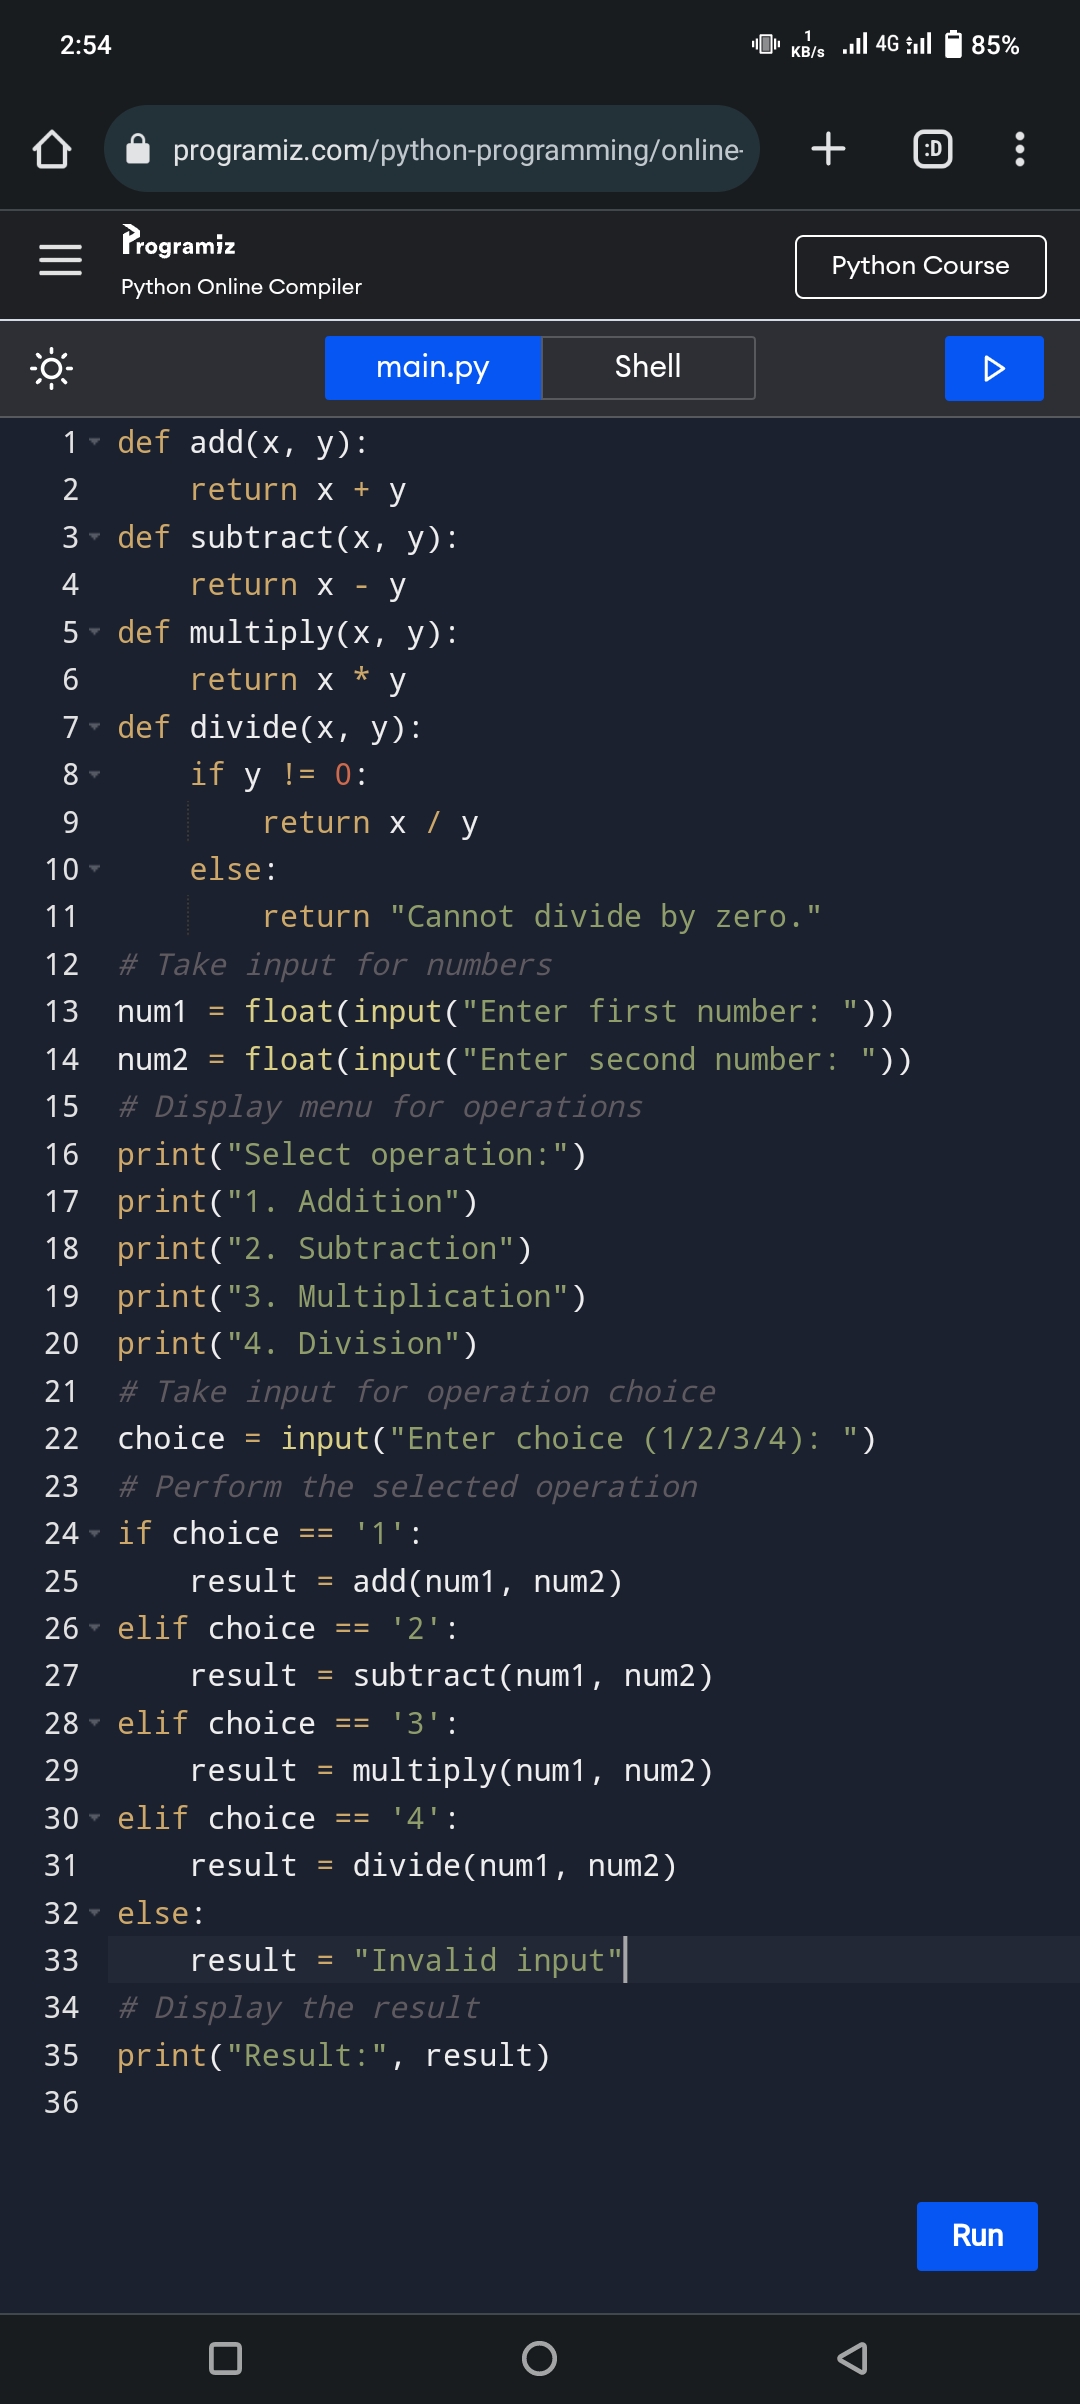 2:54 1 KB/s 4G 85%
programiz.com/python-programming/online-
:D
Programiz
Python Online Compiler
Python Course
main.py Shell
1 def add(x, y):
2     return x + y
3 def subtract(x, y):
4     return x - y
5 def multiply(x, y):
6     return x * y
7 def divide(x, y):
8     if y != 0:
9         return x / y
10     else:
11         return "Cannot divide by zero."
12 # Take input for numbers
13 num1 = float(input("Enter first number: "))
14 num2 = float(input("Enter second number: "))
15 # Display menu for operations
16 print("Select operation:")
17 print("1. Addition")
18 print("2. Subtraction")
19 print("3. Multiplication")
20 print("4. Division")
21 # Take input for operation choice
22 choice = input("Enter choice (1/2/3/4): ")
23 # Perform the selected operation
24 if choice == '1':
25     result = add(num1, num2)
26 elif choice == '2':
27     result = subtract(num1, num2)
28 elif choice == '3':
29     result = multiply(num1, num2)
30 elif choice == '4':
31     result = divide(num1, num2)
32 else:
33     result = "Invalid input"
34 # Display the result
35 print("Result:", result)
36
Run